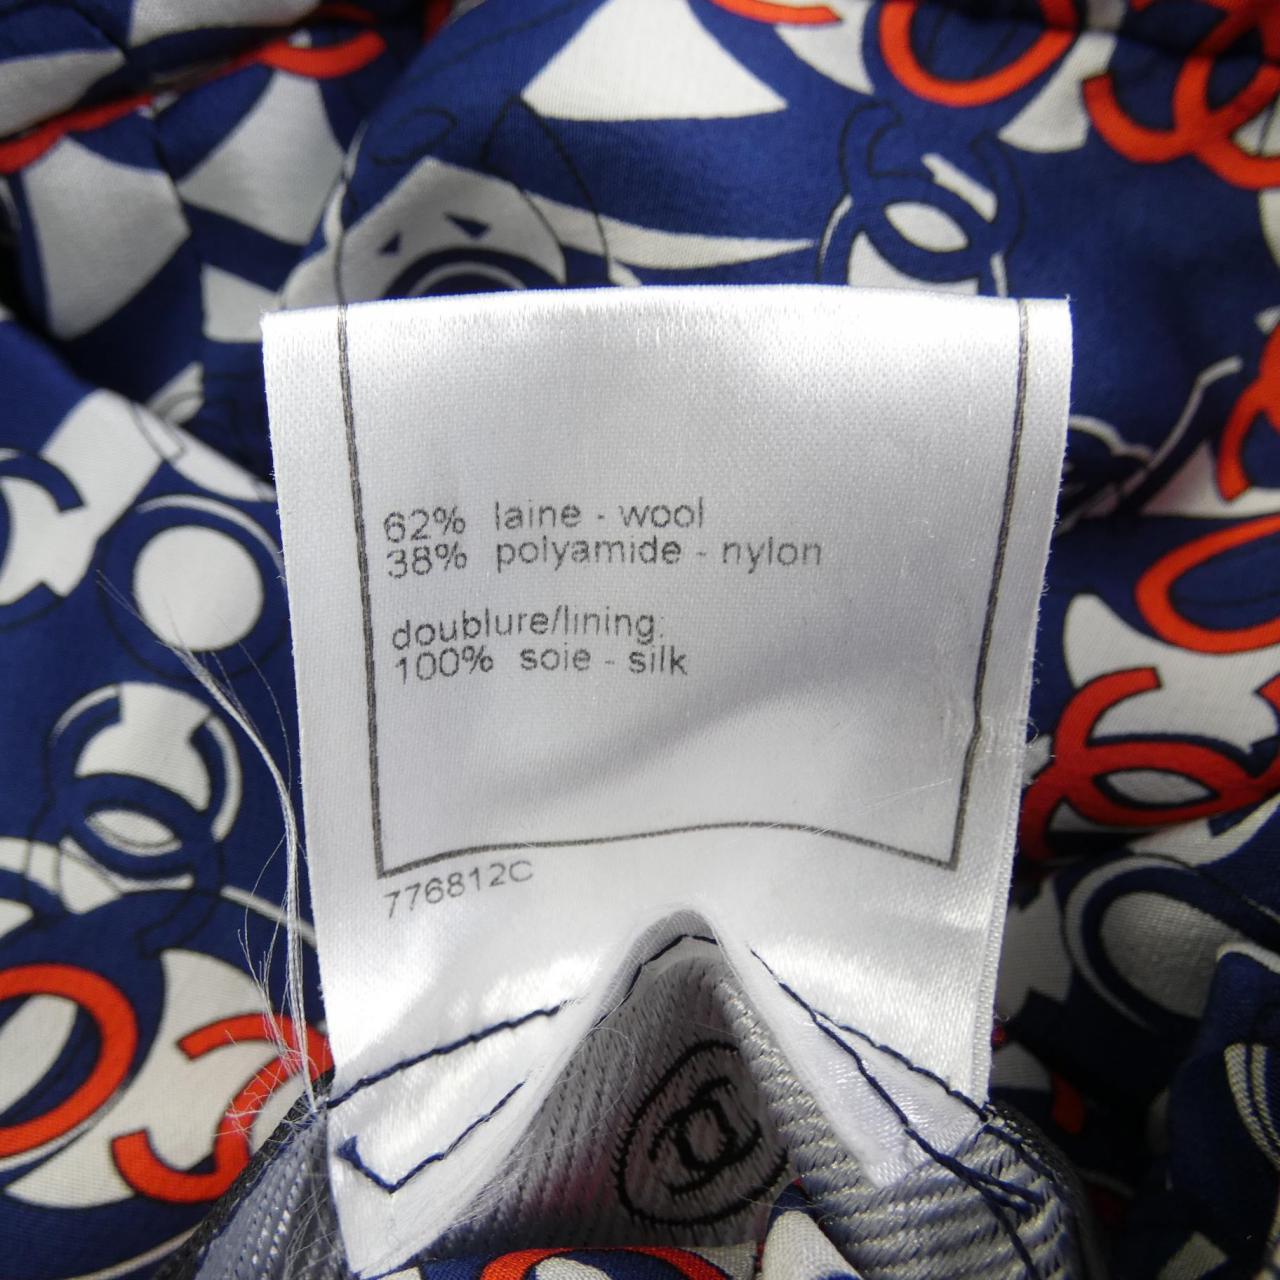 62% laine - wool
38% polyamide - nylon
doublure/lining:
100% soie - silk
776812C